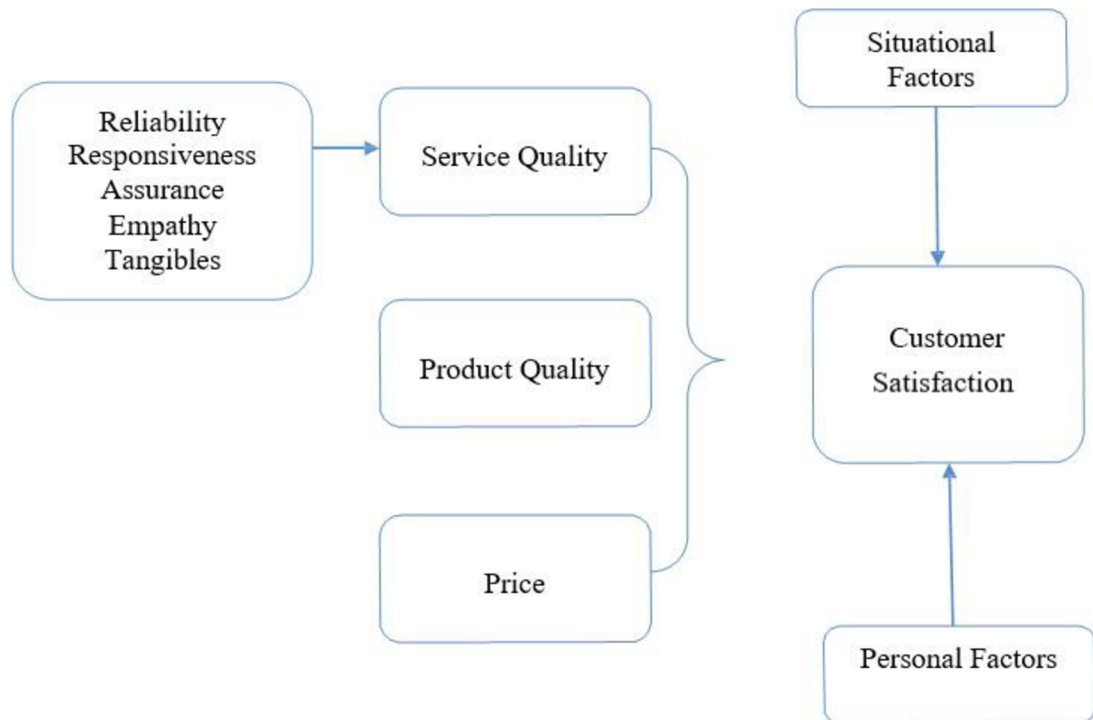 Reliability
Responsiveness
Assurance
Empathy
Tangibles
Service Quality
Product Quality
Price
Situational
Factors
Customer
Satisfaction
Personal Factors